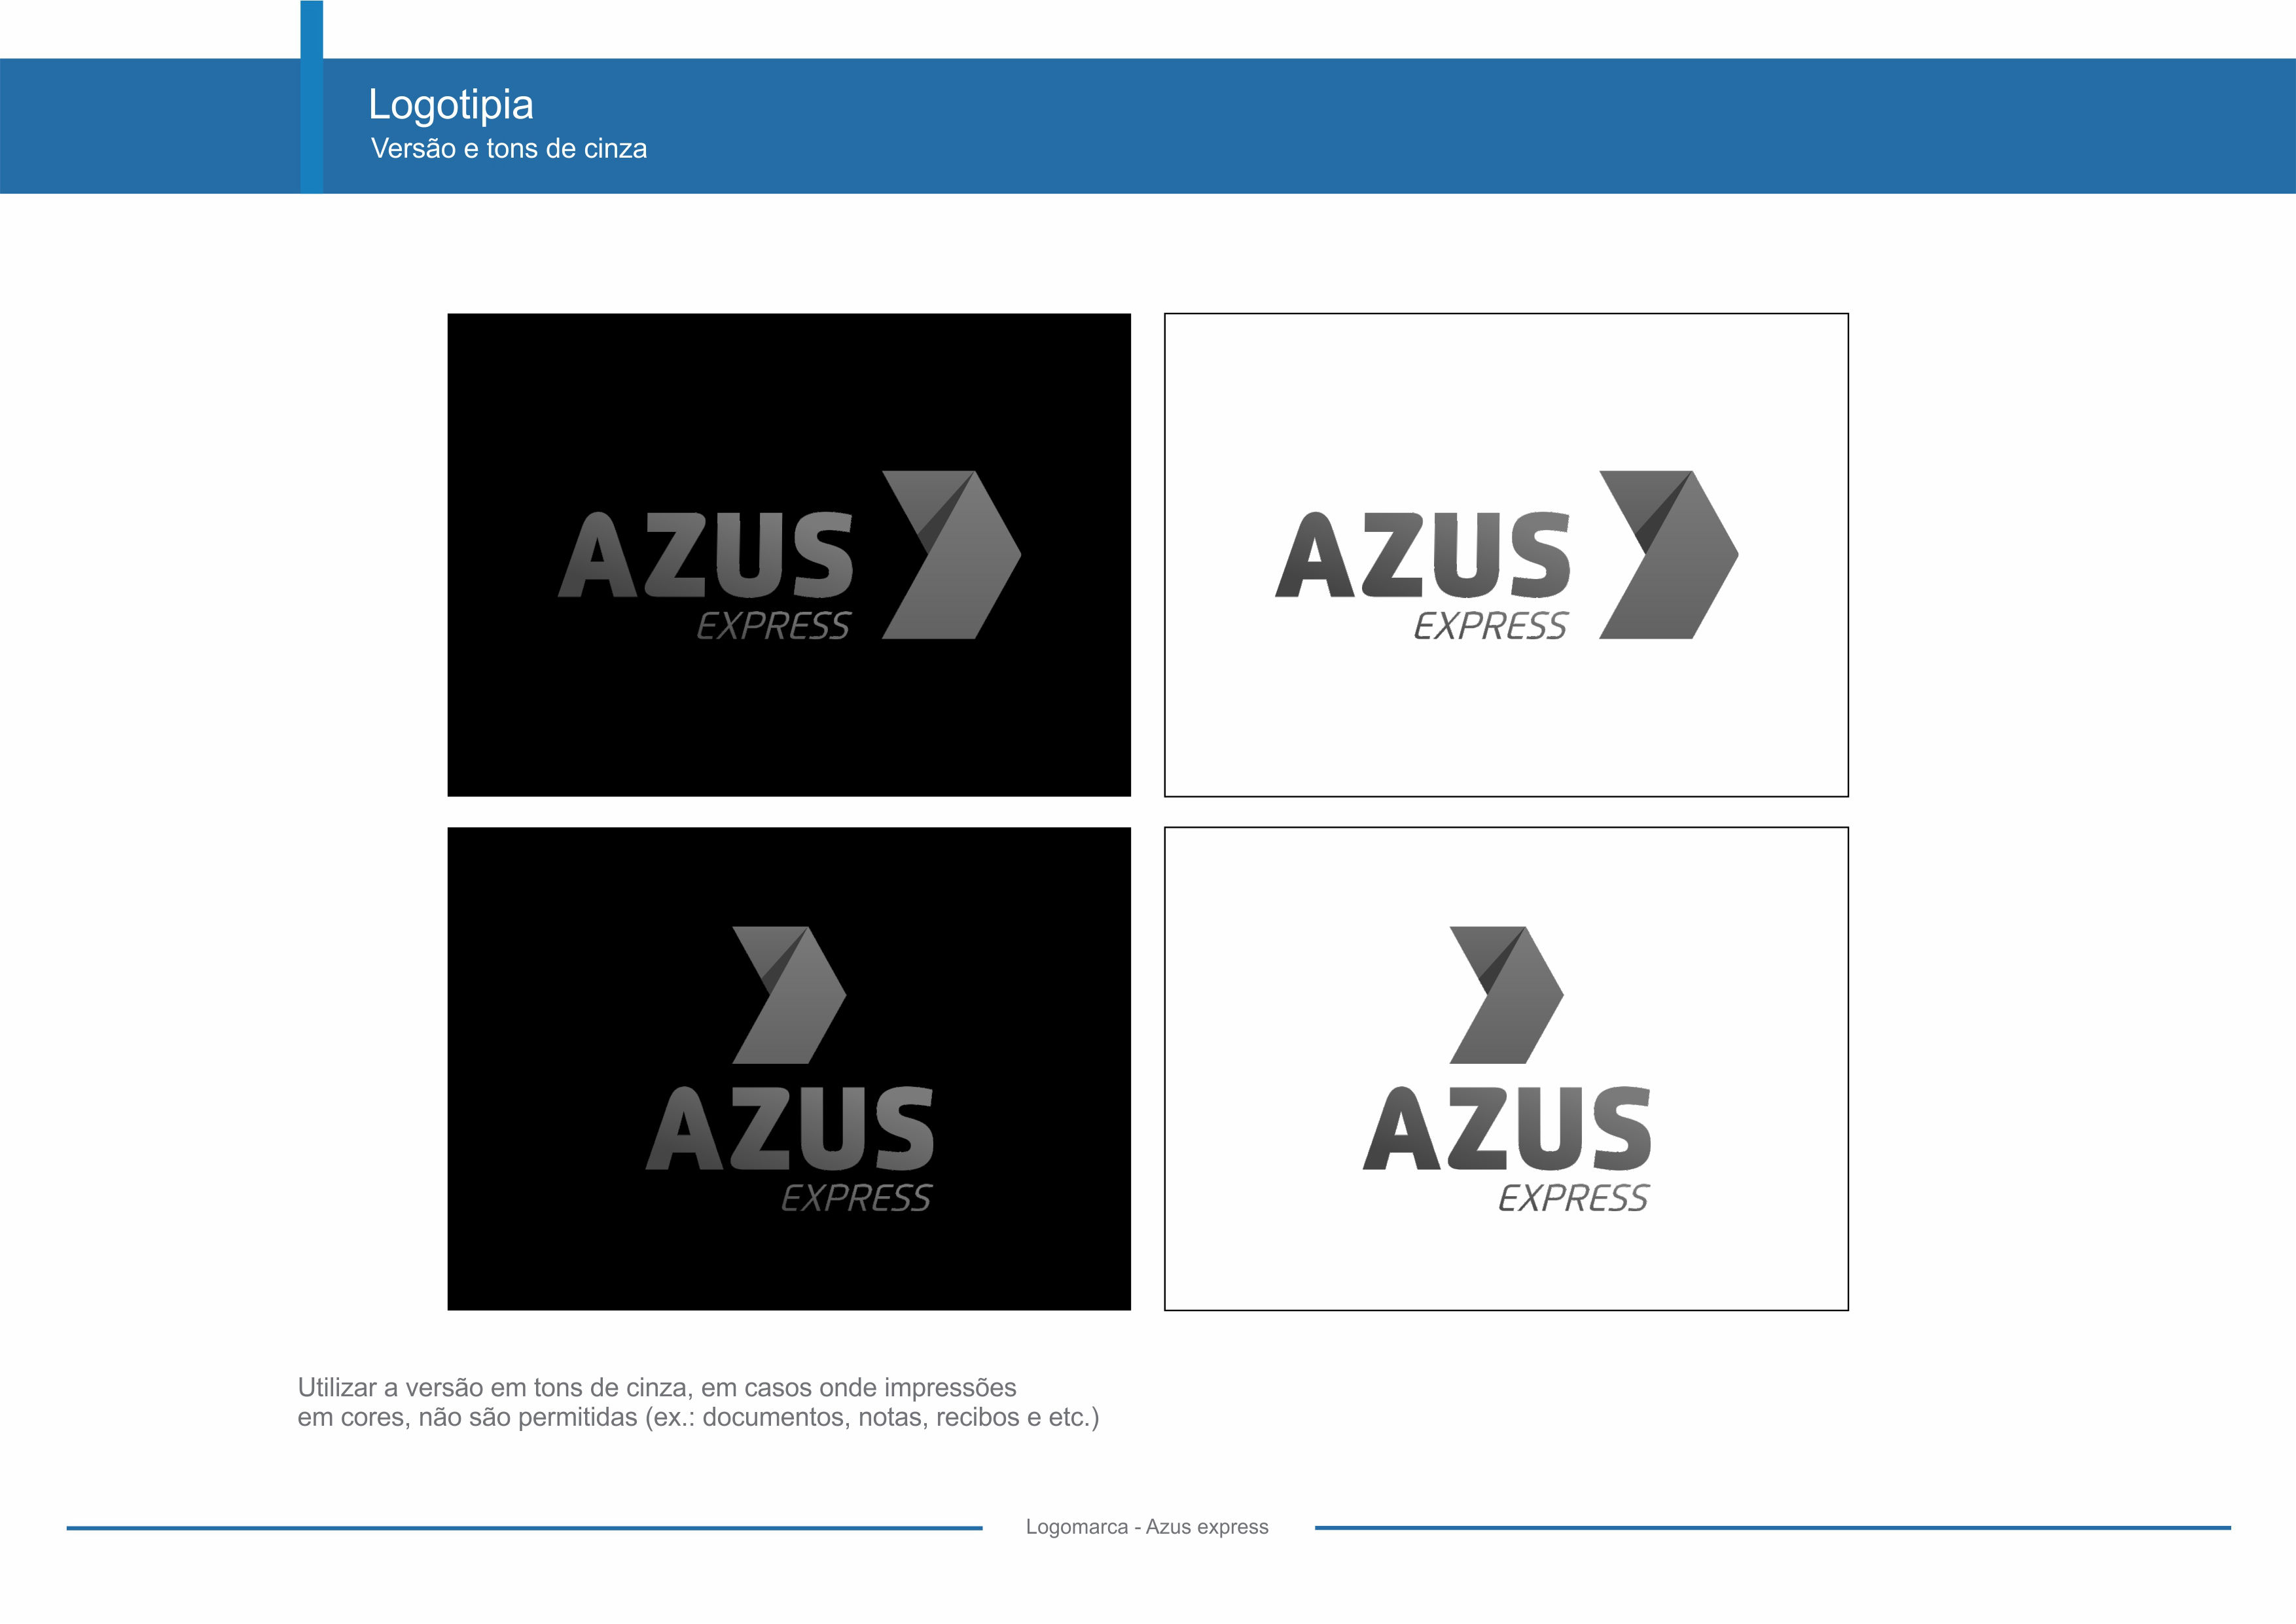 Logotipia
Versão e tons de cinza
AZUS
EXPRESS
AZUS
EXPRESS
AZUS
EXPRESS
AZUS
EXPRESS
Utilizar a versão em tons de cinza, em casos onde impressões
em cores, não são permitidas (ex.: documentos, notas, recibos e etc.)
Logomarca - Azus express